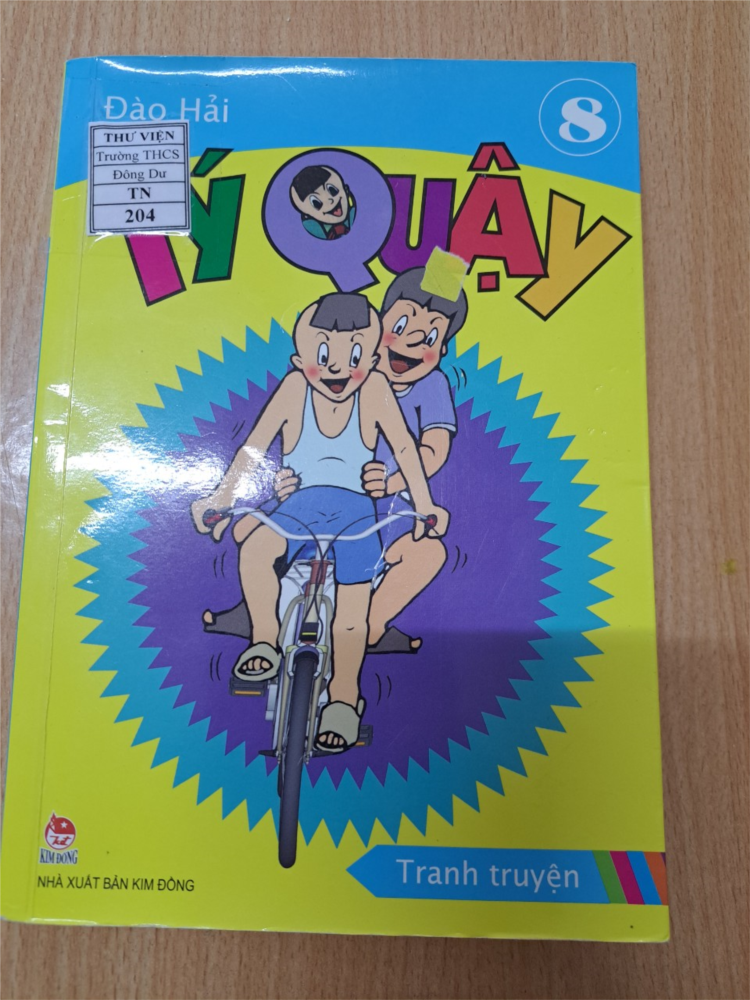 Đào Hải
8
THƯ VIỆN
Trường THCS
Đông Dư
TN
204
TÝ QUẬY
KIM ĐỒNG
NHÀ XUẤT BẢN KIM ĐỒNG
Tranh truyện